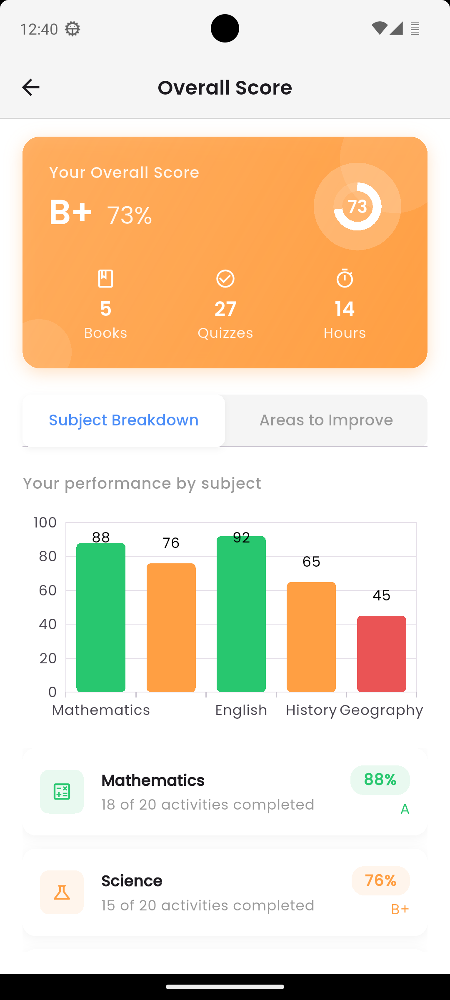 12:40
Overall Score
Your Overall Score
B+ 73%
73
5 27 14
Books Quizzes Hours
Subject Breakdown Areas to Improve
Your performance by subject
100
88 76 92
80
65
60
45
40
20
0
Mathematics English History Geography
Mathematics 88%
18 of 20 activities completed
A
Science 76%
15 of 20 activities completed
B+